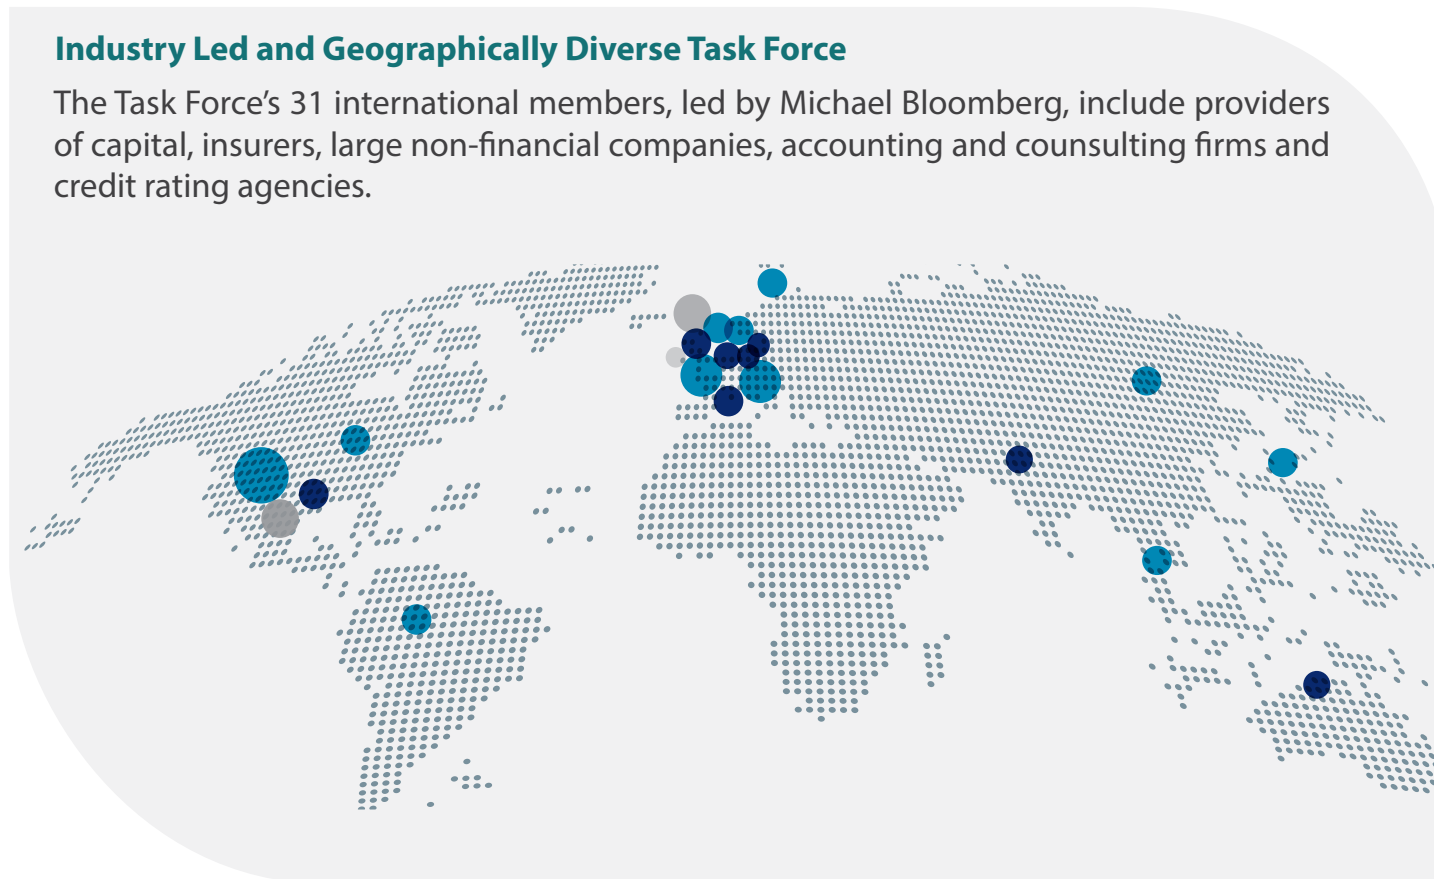 Industry Led and Geographically Diverse Task Force
The Task Force’s 31 international members, led by Michael Bloomberg, include providers
of capital, insurers, large non-financial companies, accounting and counsulting firms and
credit rating agencies.